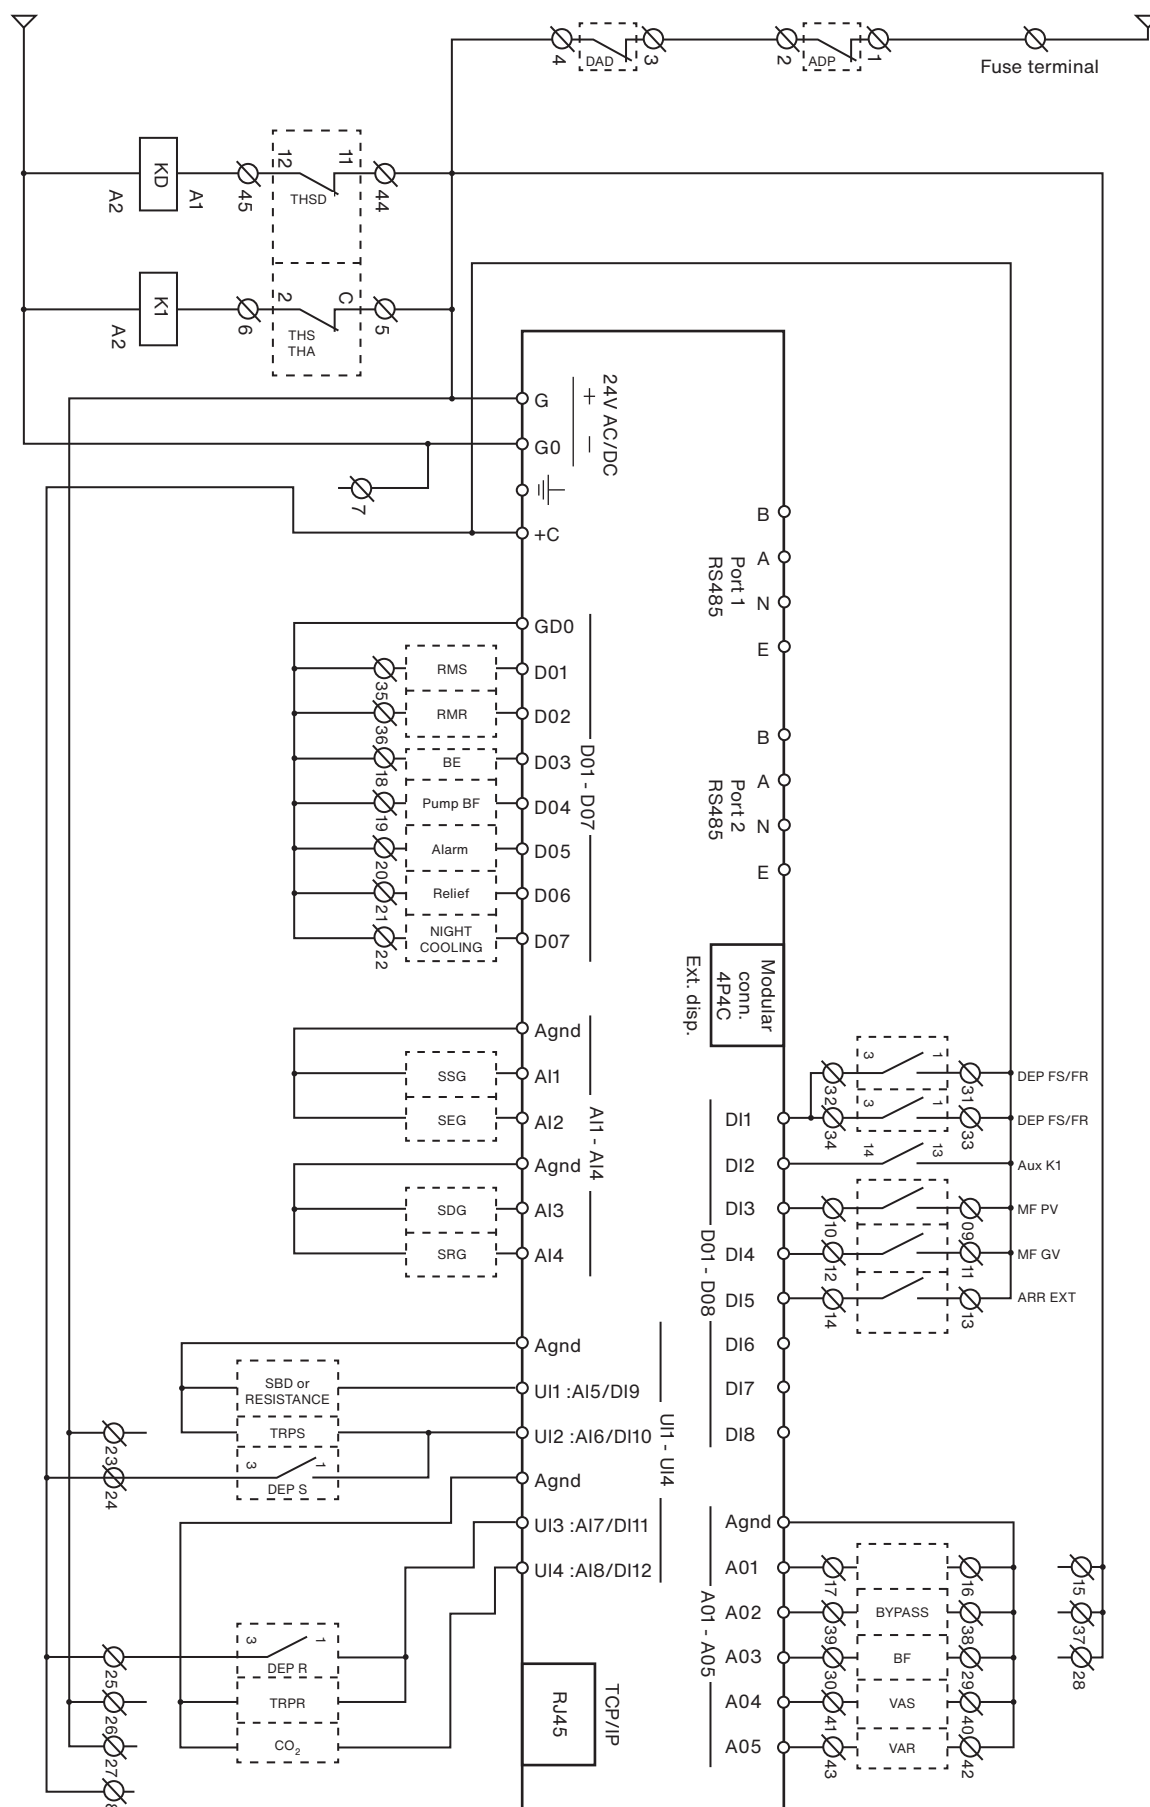 4
DAD
3
2
ADP
1
Fuse terminal
KD
A2
A1
45
12
11
THSD
44
K1
A2
6
2
C
THS
THA
5
24V AC/DC
+
–
G
G0
7
+C
B
A
N
E
Port 1
RS485
B
A
N
E
Port 2
RS485
GD0
RMS
35
D01
RMR
36
D02
BE
18
D03
Pump BF
19
D04
Alarm
20
D05
Relief
21
D06
NIGHT
COOLING
22
D07
D01 - D07
Modular
conn.
4P4C
Ext. disp.
Agnd
SSG
AI1
SEG
AI2
AI1 - AI4
Agnd
SDG
AI3
SRG
AI4
32
3
1
31
DEP FS/FR
DI1
34
3
1
33
DEP FS/FR
DI2
14
13
Aux K1
DI3
10
09
MF PV
DI4
12
11
MF GV
DI5
14
13
ARR EXT
DI6
DI7
DI8
D01 - D08
Agnd
SBD or
RESISTANCE
UI1 :AI5/DI9
TRPS
UI2 :AI6/DI10
23
24
3
1
DEP S
Agnd
UI3 :AI7/DI11
UI4 :AI8/DI12
UI1 - UI4
Agnd
A01
17
16
15
A02
39
BYPASS
38
37
A03
30
BF
29
28
A04
41
VAS
40
A05
43
VAR
42
A01 - A05
25
3
1
DEP R
26
TRPR
27
CO2
TCP/IP
RJ45